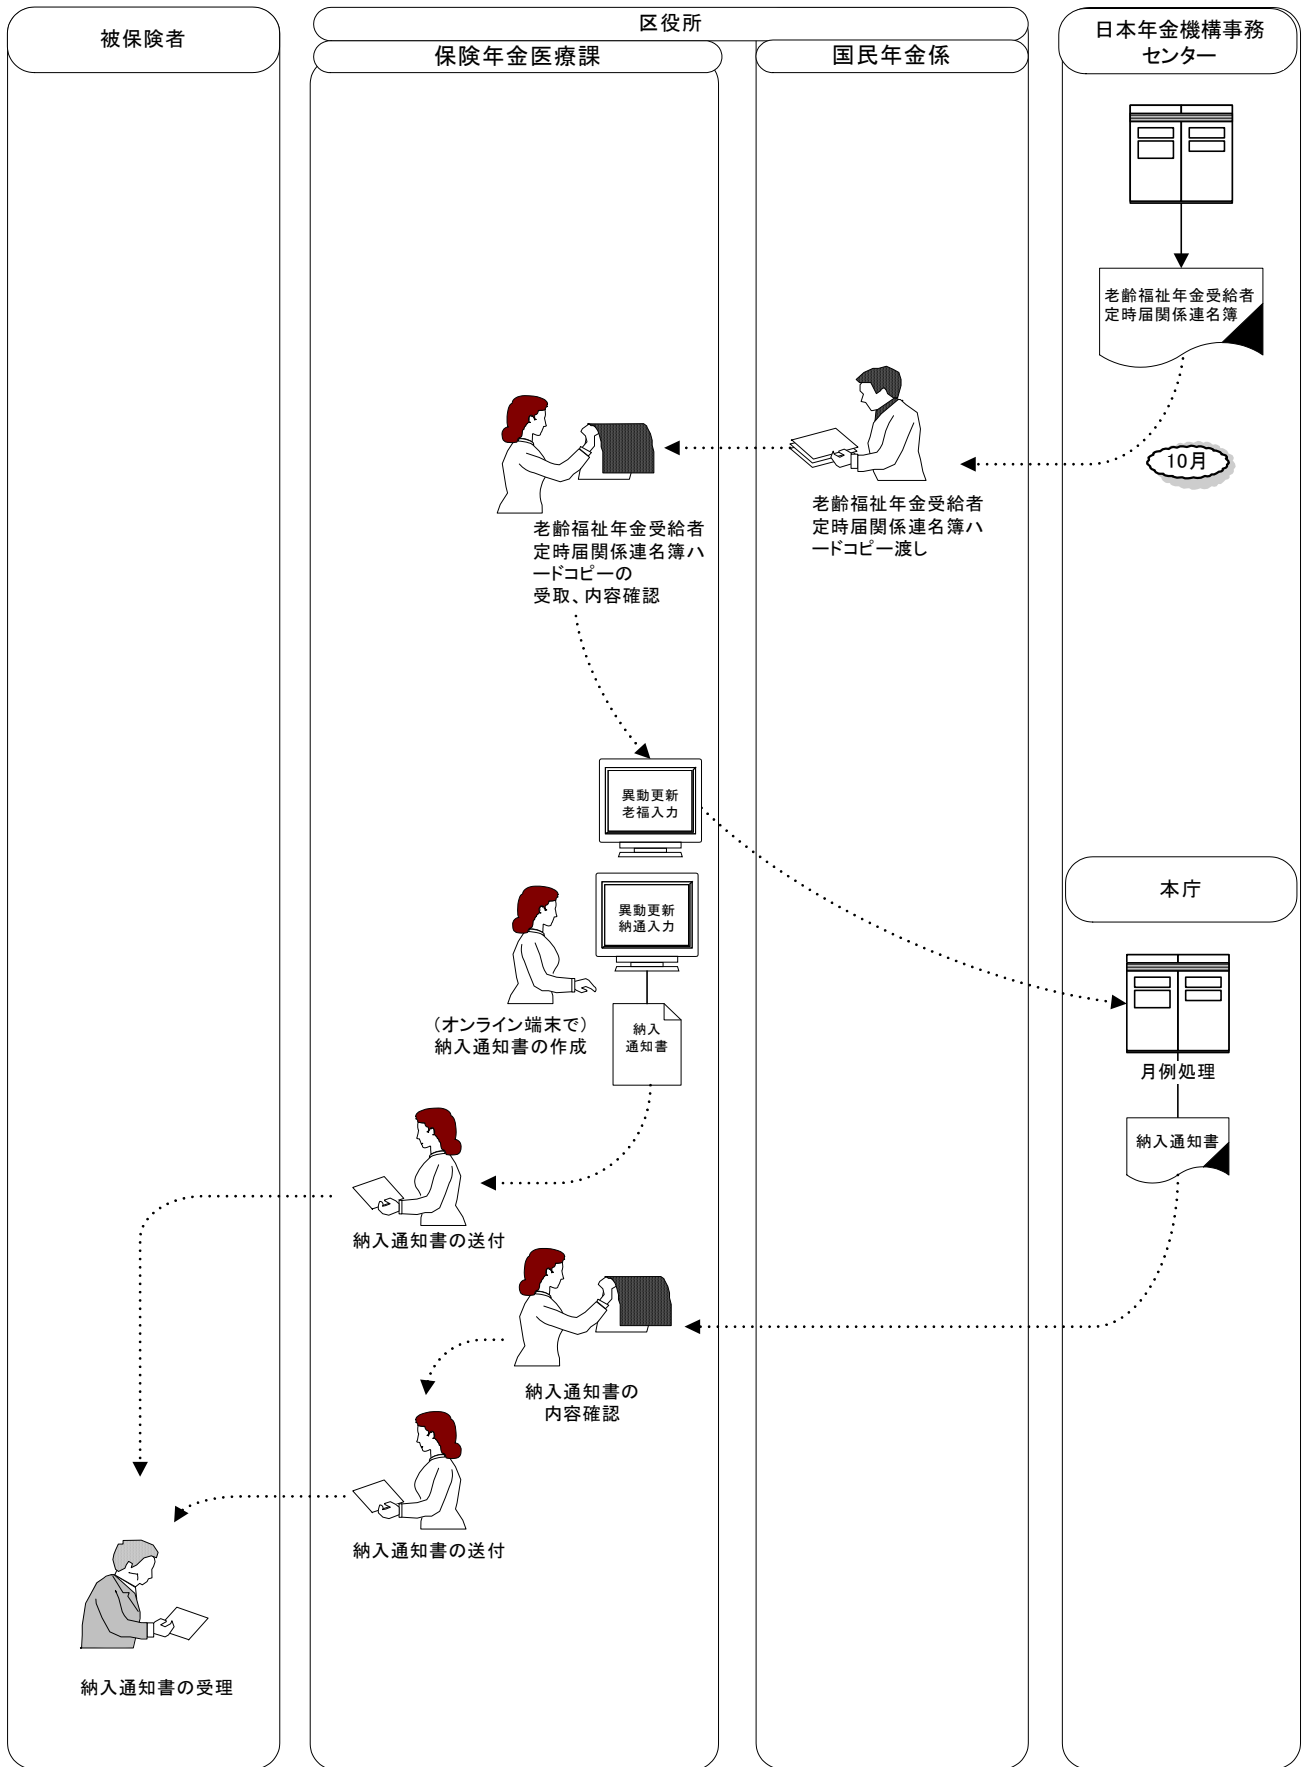 被保険者
区役所
保険年金医療課
国民年金係
日本年金機構事務
センター
老齢福祉年金受給者
定時届関係連名簿
10月
老齢福祉年金受給者
定時届関係連名簿ハ
ードコピー渡し
老齢福祉年金受給者
定時届関係連名簿ハ
ードコピーの
受取、内容確認
異動更新
老福入力
本庁
異動更新
納通入力
(オンライン端末で)
納入通知書の作成
納入
通知書
月例処理
納入通知書
納入通知書の送付
納入通知書の
内容確認
納入通知書の送付
納入通知書の受理